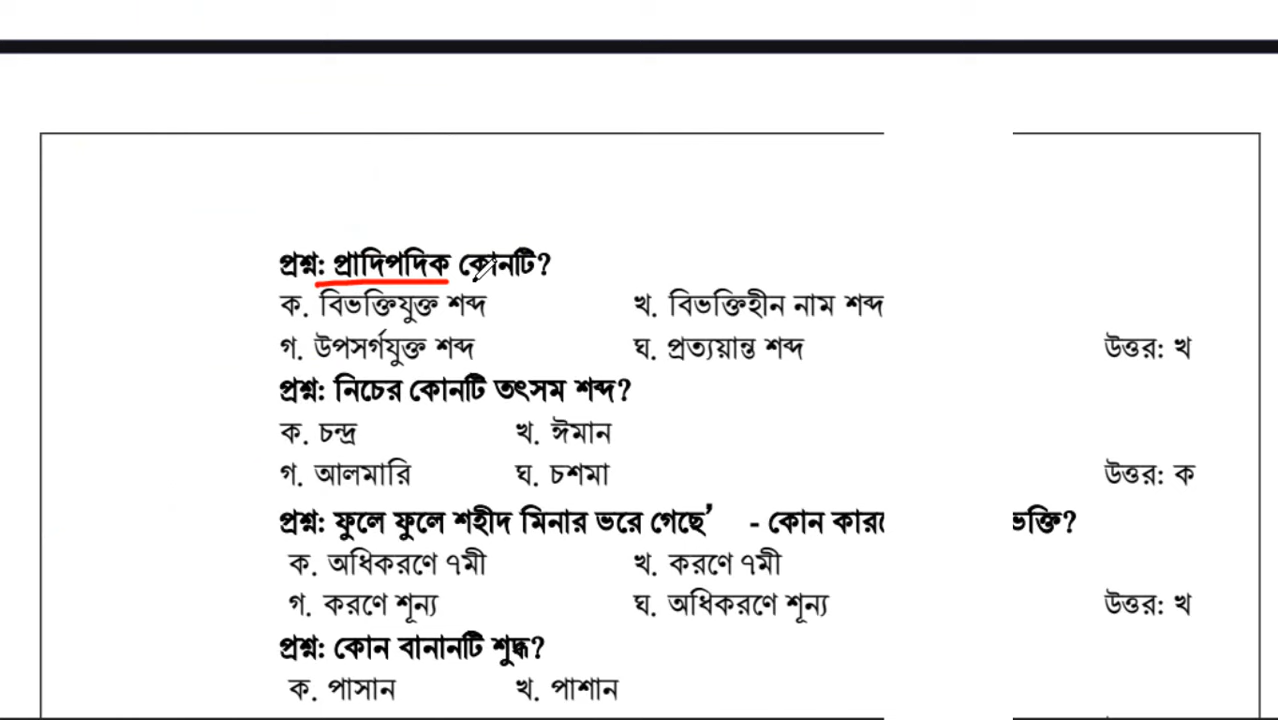 প্রশ্ন: প্রাদিপদিক কোনটি?
ক. বিভক্তিযুক্ত শব্দ খ. বিভক্তিহীন নাম শব্দ
গ. উপসর্গযুক্ত শব্দ ঘ. প্রত্যয়ান্ত শব্দ উত্তর: খ
প্রশ্ন: নিচের কোনটি তৎসম শব্দ?
ক. চন্দ্র খ. ঈমান
গ. আলমারি ঘ. চশমা উত্তর: ক
প্রশ্ন: ফুলে ফুলে শহীদ মিনার ভরে গেছে’ - কোন
ক. অধিকরণে ৭মী খ. করণে ৭মী
গ. করণে শূন্য ঘ. অধিকরণে শূন্য উত্তর: খ
প্রশ্ন: কোন বানানটি শুদ্ধ?
ক. পাসান খ. পাশান